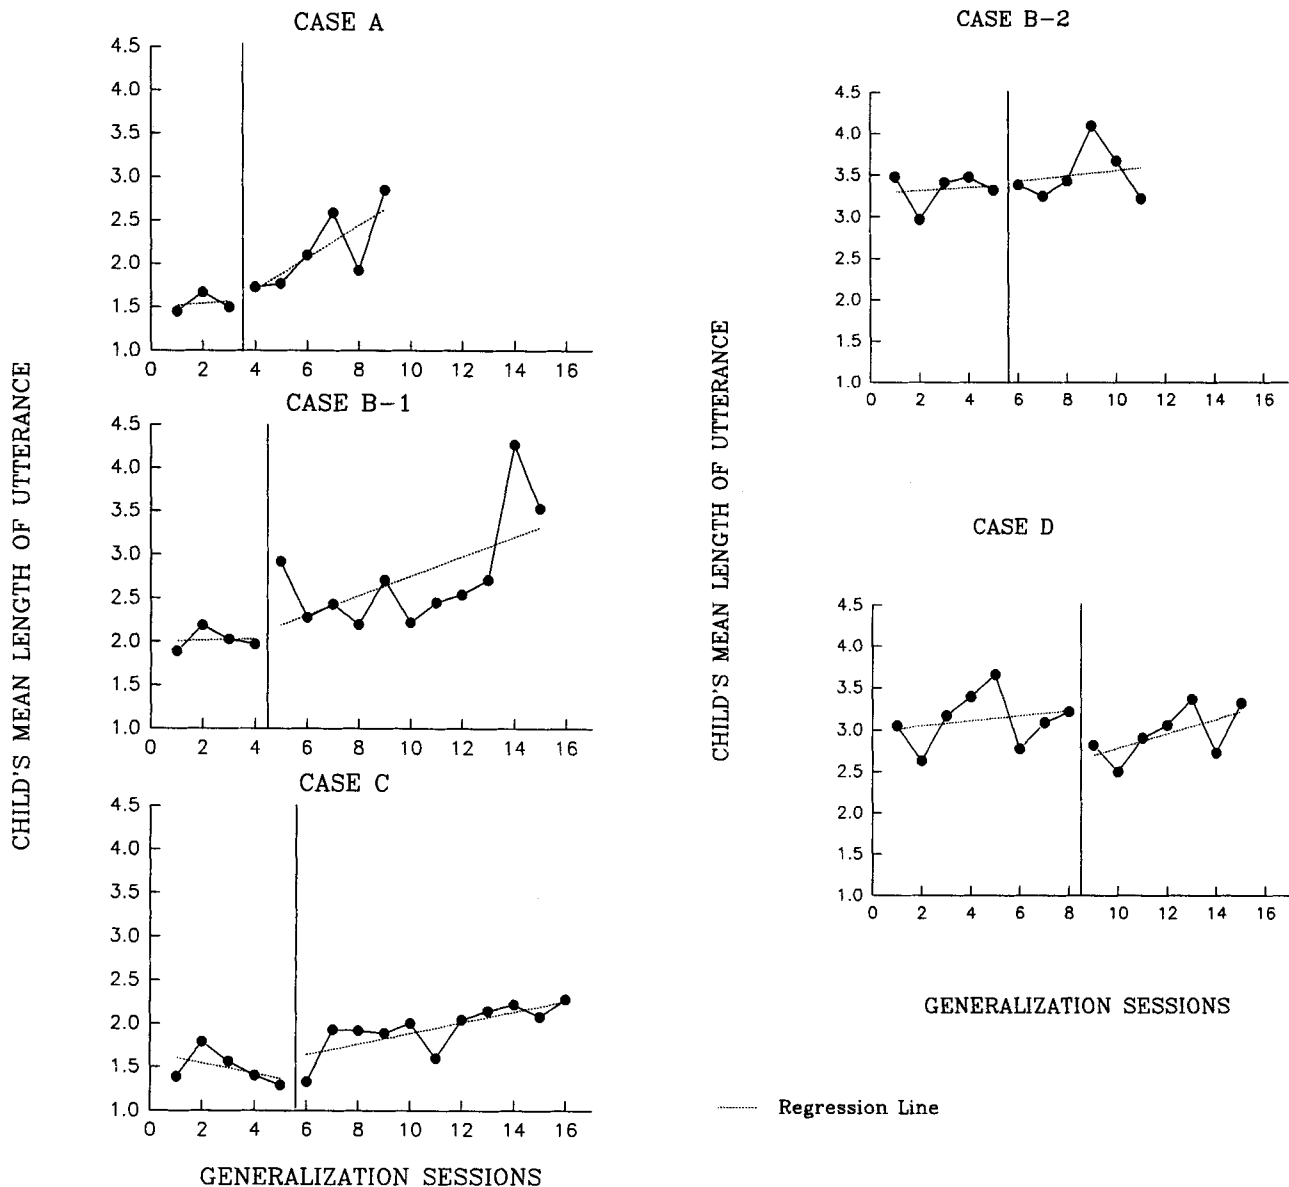 CASE A
4.5
4.0
3.5
3.0
2.5
2.0
1.5
1.0
0 2 4 6 8 10 12 14 16
CASE B-1
4.5
4.0
3.5
3.0
2.5
2.0
1.5
1.0
0 2 4 6 8 10 12 14 16
CASE C
4.5
4.0
3.5
3.0
2.5
2.0
1.5
1.0
0 2 4 6 8 10 12 14 16
CHILD'S MEAN LENGTH OF UTTERANCE
GENERALIZATION SESSIONS
CASE B-2
4.5
4.0
3.5
3.0
2.5
2.0
1.5
1.0
0 2 4 6 8 10 12 14 16
CASE D
4.5
4.0
3.5
3.0
2.5
2.0
1.5
1.0
0 2 4 6 8 10 12 14 16
CHILD'S MEAN LENGTH OF UTTERANCE
GENERALIZATION SESSIONS
Regression Line